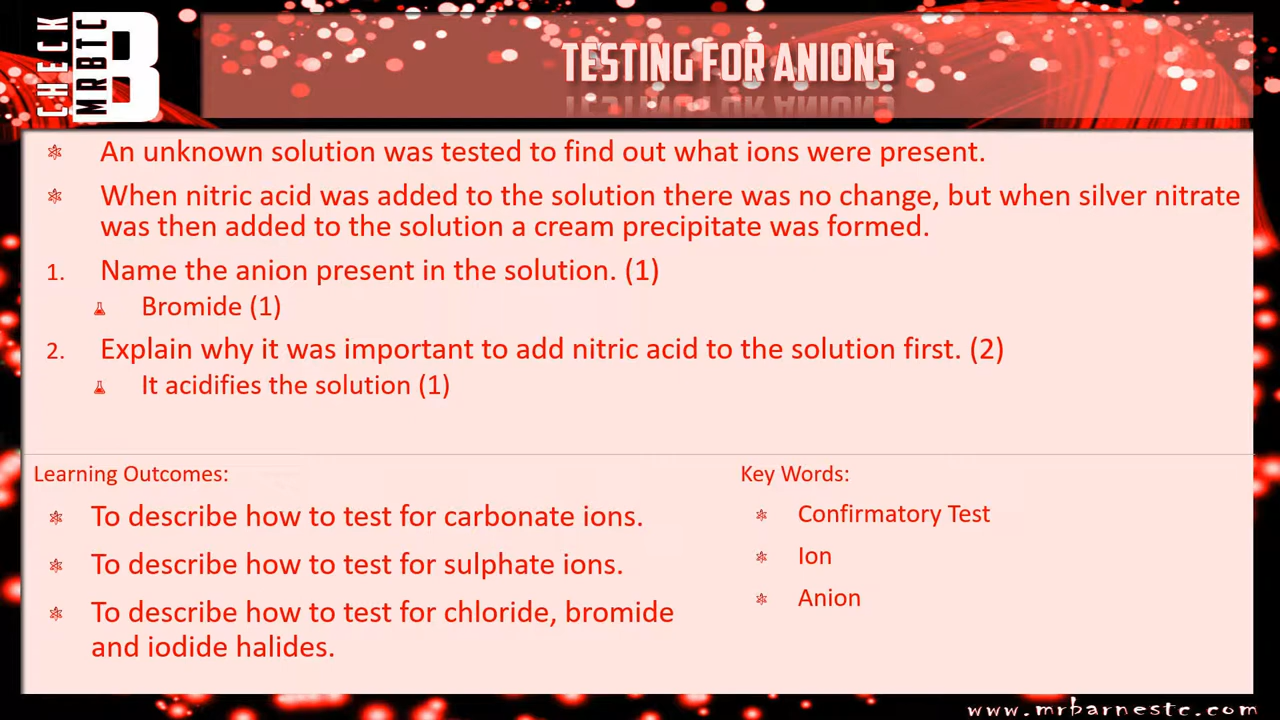 CHECK
MRBTC
B
TESTING FOR ANIONS
An unknown solution was tested to find out what ions were present.
When nitric acid was added to the solution there was no change, but when silver nitrate
was then added to the solution a cream precipitate was formed.
1. Name the anion present in the solution. (1)
Bromide (1)
2. Explain why it was important to add nitric acid to the solution first. (2)
It acidifies the solution (1)
Learning Outcomes:
To describe how to test for carbonate ions.
To describe how to test for sulphate ions.
To describe how to test for chloride, bromide
and iodide halides.
Key Words:
Confirmatory Test
Ion
Anion
www.mrbarnestc.com